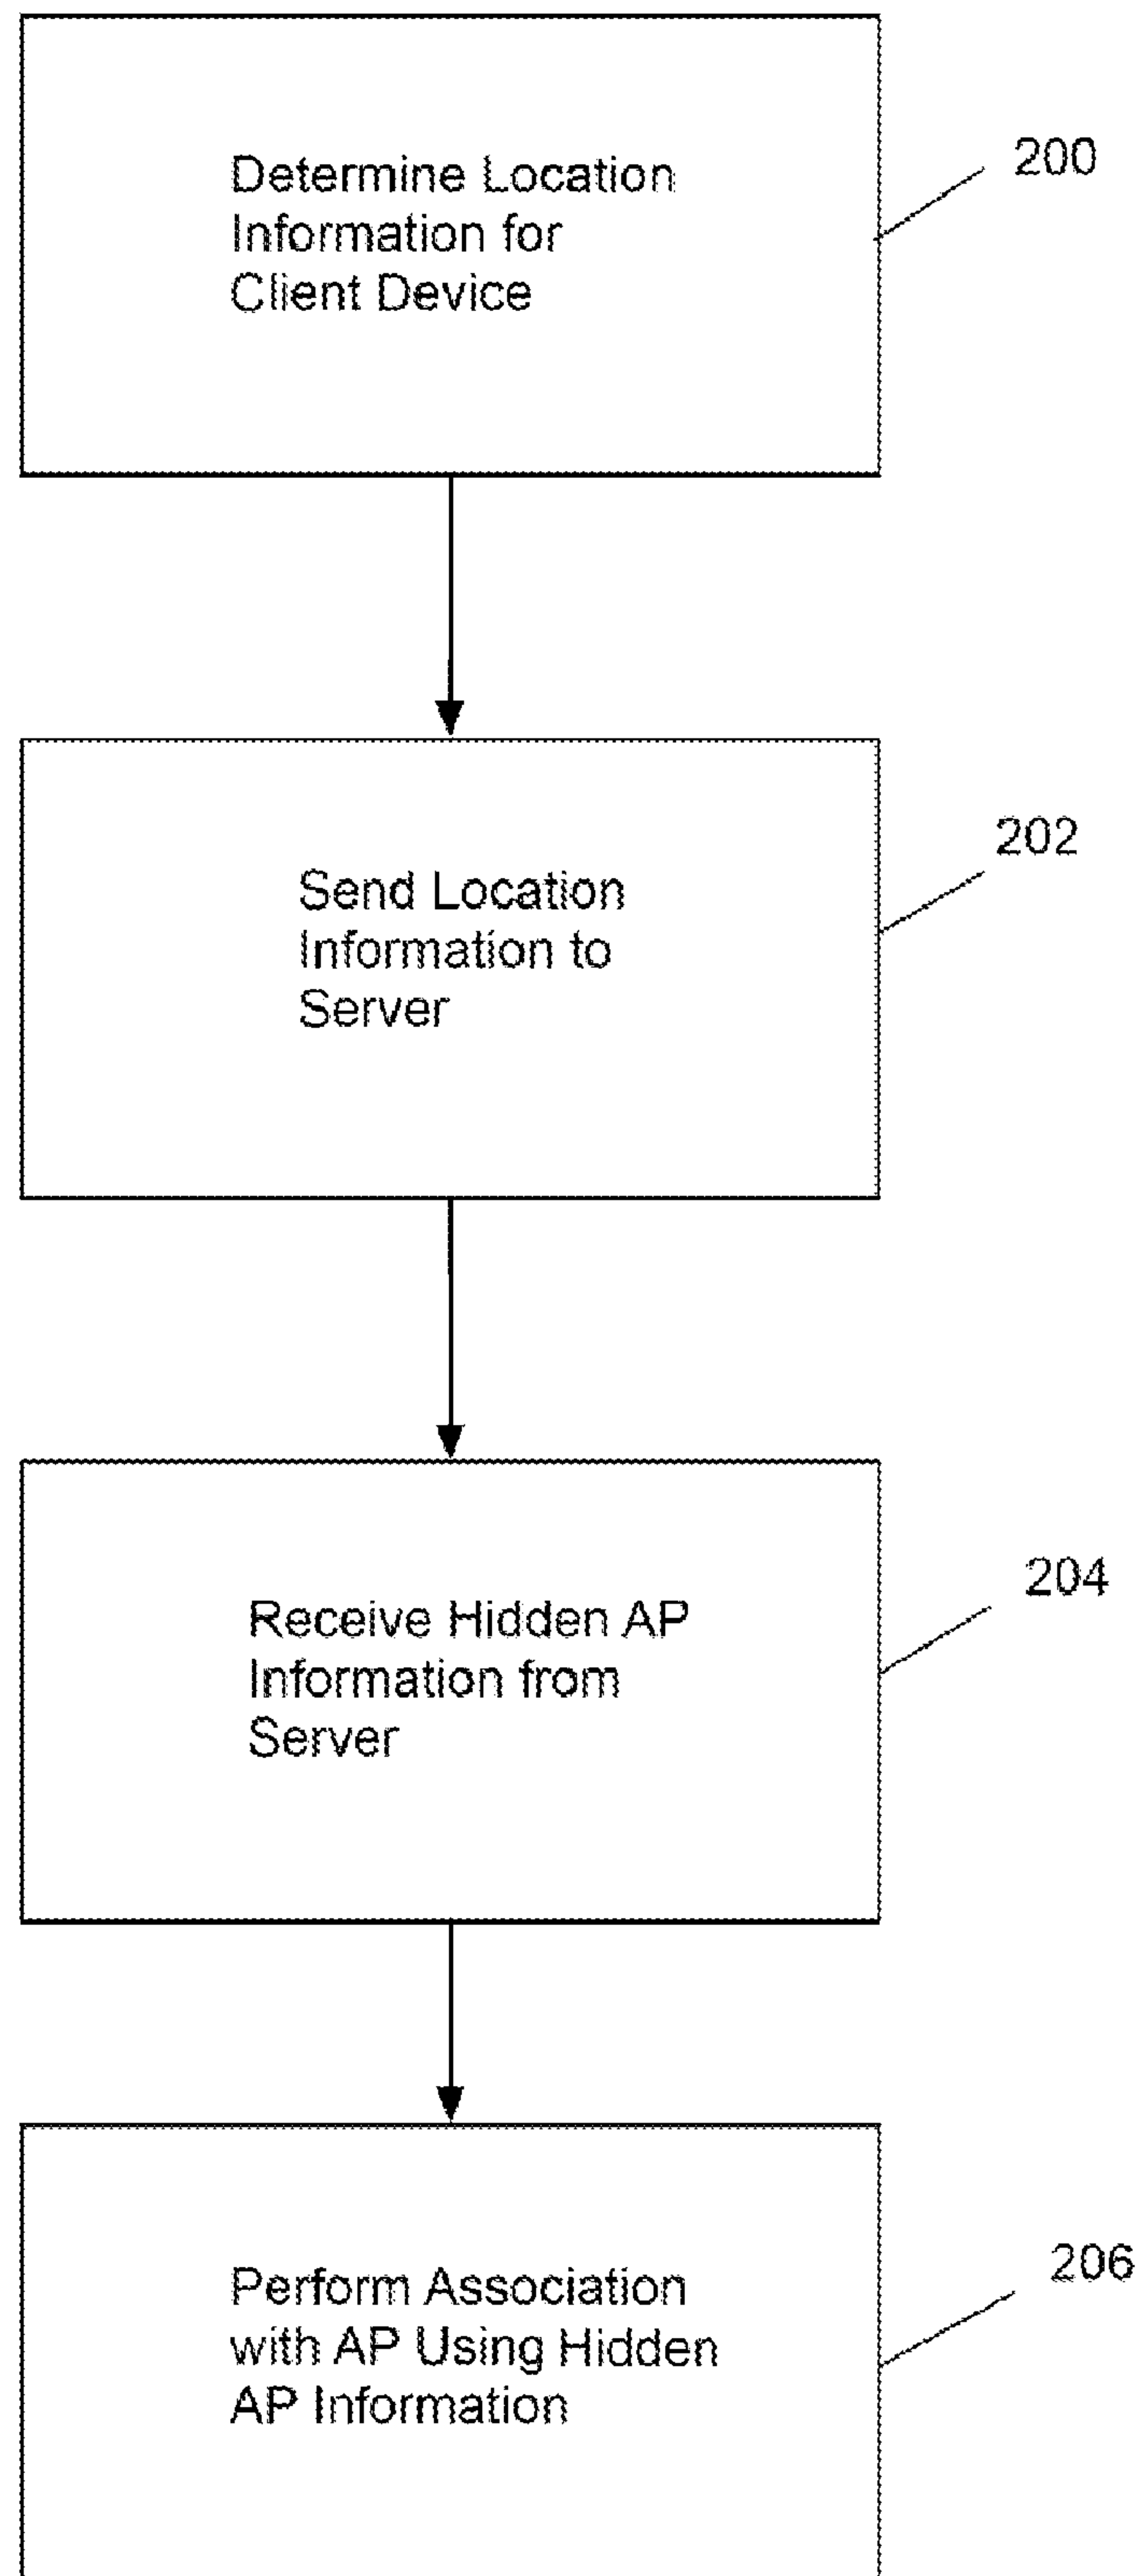 Determine Location
Information for
Client Device
200
Send Location
Information to
Server
202
Receive Hidden AP
Information from
Server
204
Perform Association
with AP Using Hidden
AP Information
206